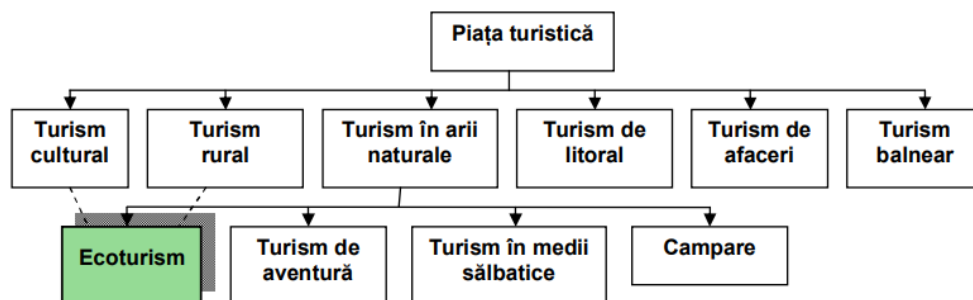 Piața turistică
Turism
cultural
Turism
rural
Turism în arii
naturale
Turism de
litoral
Turism de
afaceri
Turism
balnear
Ecoturism
Turism de
aventură
Turism în medii
sălbatice
Campare